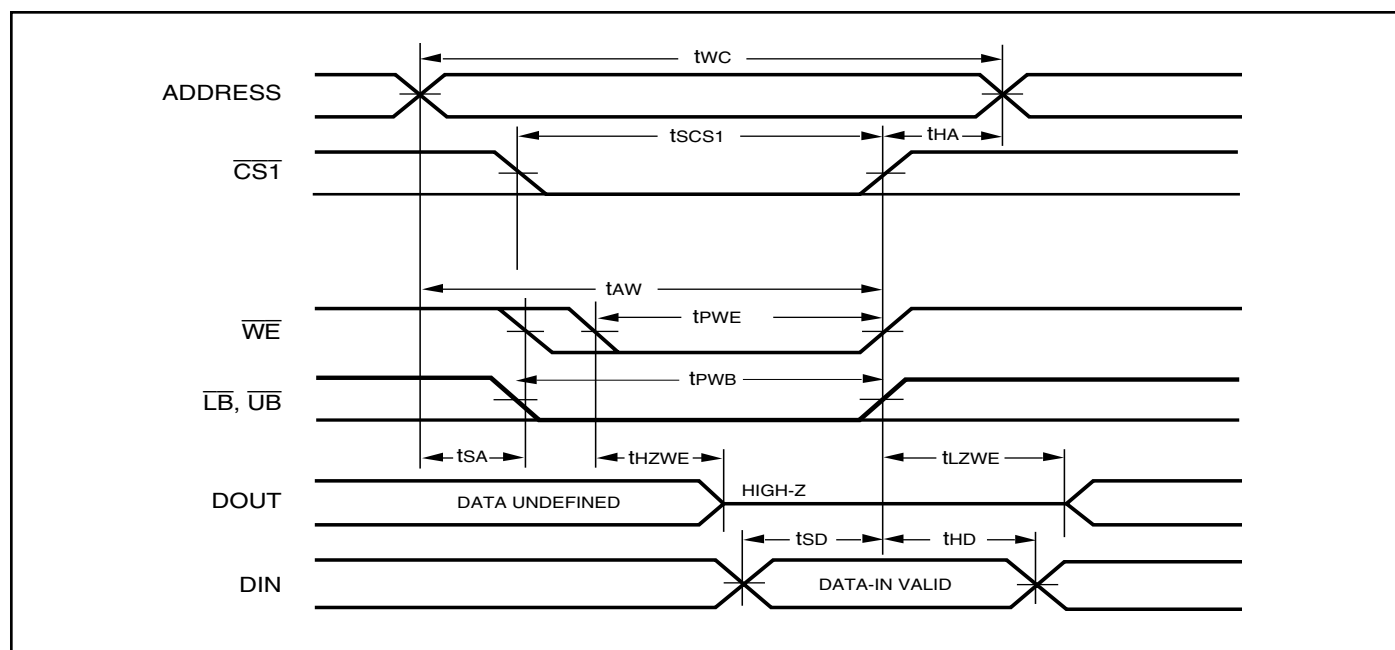 tWC
ADDRESS
tSCS1
tHA
CS1
tAW
tPWE
WE
tPWB
LB, UB
tSA
tHZWE
tLZWE
DOUT
DATA UNDEFINED
HIGH-Z
tSD
tHD
DIN
DATA-IN VALID